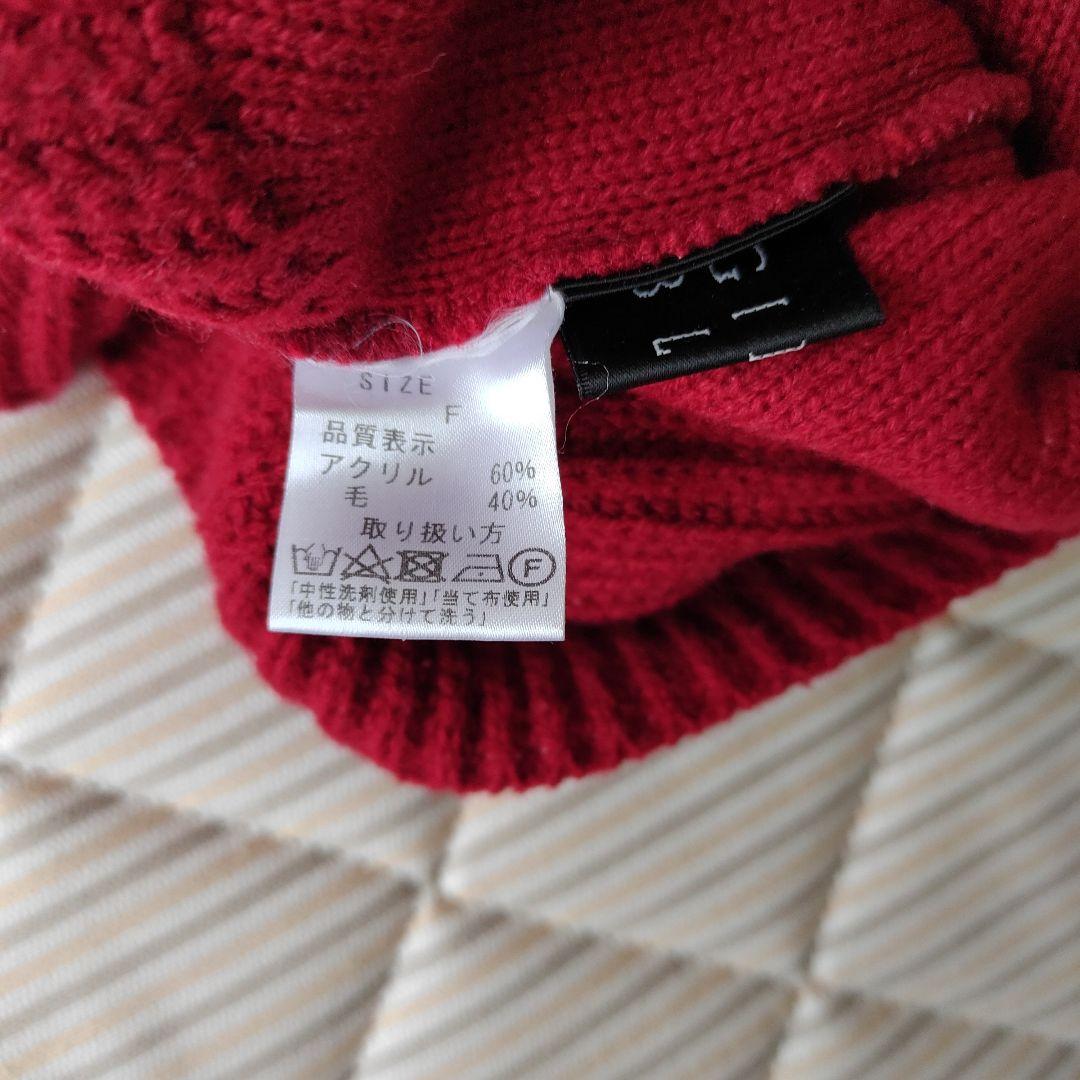 SIZE
F
品質表示
アクリル 60%
毛 40%
取り扱い方
F
「中性洗剤使用」「当て布使用」
「他の物と分けて洗う」